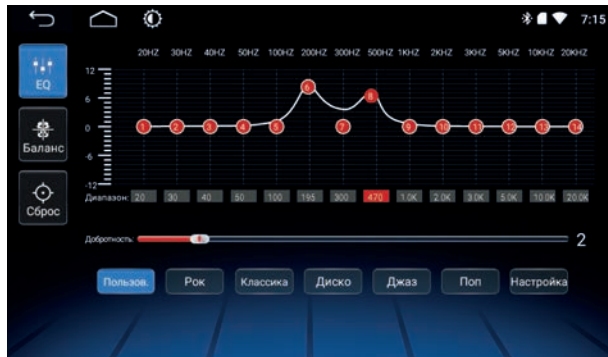 7:15
20HZ 30HZ 40HZ 50HZ 100HZ 200HZ 300HZ 500HZ 1KHZ 2KHZ 3KHZ 5KHZ 10KHZ 20KHZ
EQ
12
6
0
-6
-12
1 2 3 4 5 6 7 8 9 10 11 12 13 14
Баланс
Диапазон: 20 30 40 50 100 195 300 470 1.0K 2.0K 3.0K 5.0K 10.0K 20.0K
Сброс
Добротность: 2
Пользов. Рок Классика Диско Джаз Поп Настройка